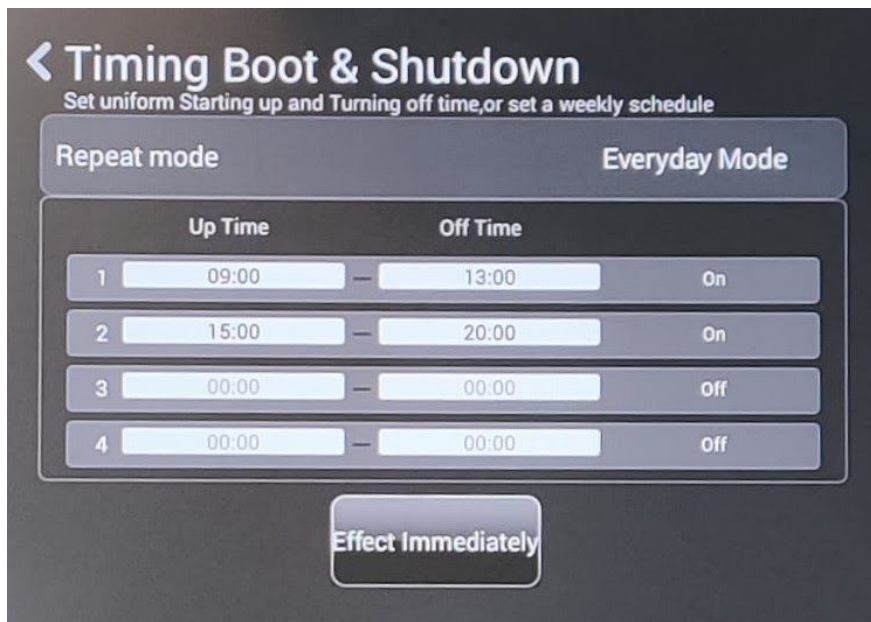 Timing Boot & Shutdown
Set uniform Starting up and Turning off time,or set a weekly schedule
Repeat mode Everyday Mode
Up Time Off Time
1 09:00 — 13:00 On
2 15:00 — 20:00 On
3 00:00 — 00:00 Off
4 00:00 — 00:00 Off
Effect Immediately